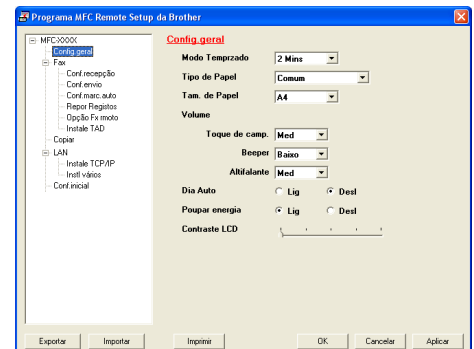 Programa MFC Remote Setup da Brother
MFC-XXXX
Config.geral
Fax
Conf.recepção
Conf.envio
Conf.marc.auto
Repor Registos
Opção Fx rmoto
Instale TAD
Copiar
LAN
Instale TCP/IP
Instl vários
Conf.inicial
Config.geral
Modo Temprzado 2 Mins
Tipo de Papel Comum
Tam. de Papel A4
Volume
Toque de camp. Med
Beeper Baixo
Altifalante Med
Dia Auto Lig Desl
Poupar energia Lig Desl
Contraste LCD
Exportar Importar Imprimir OK Cancelar Aplicar